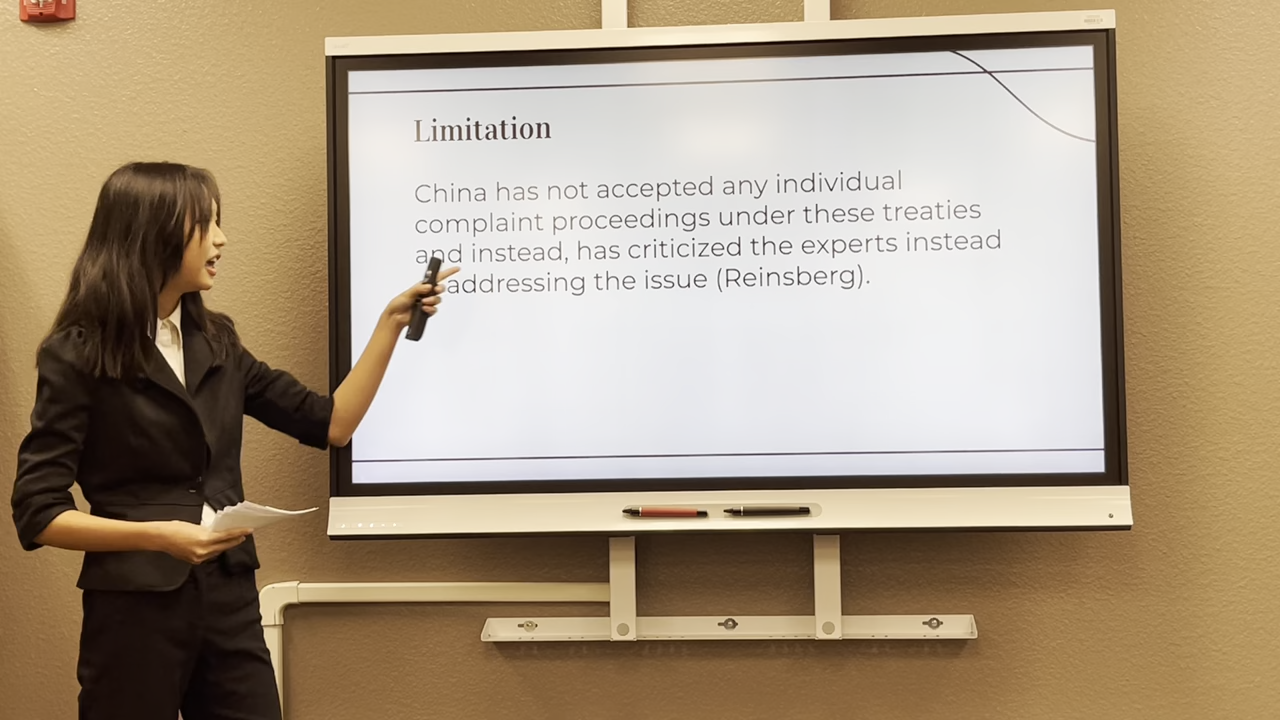 Limitation
China has not accepted any individual
complaint proceedings under these treaties
and instead, has criticized the experts instead
addressing the issue (Reinsberg).